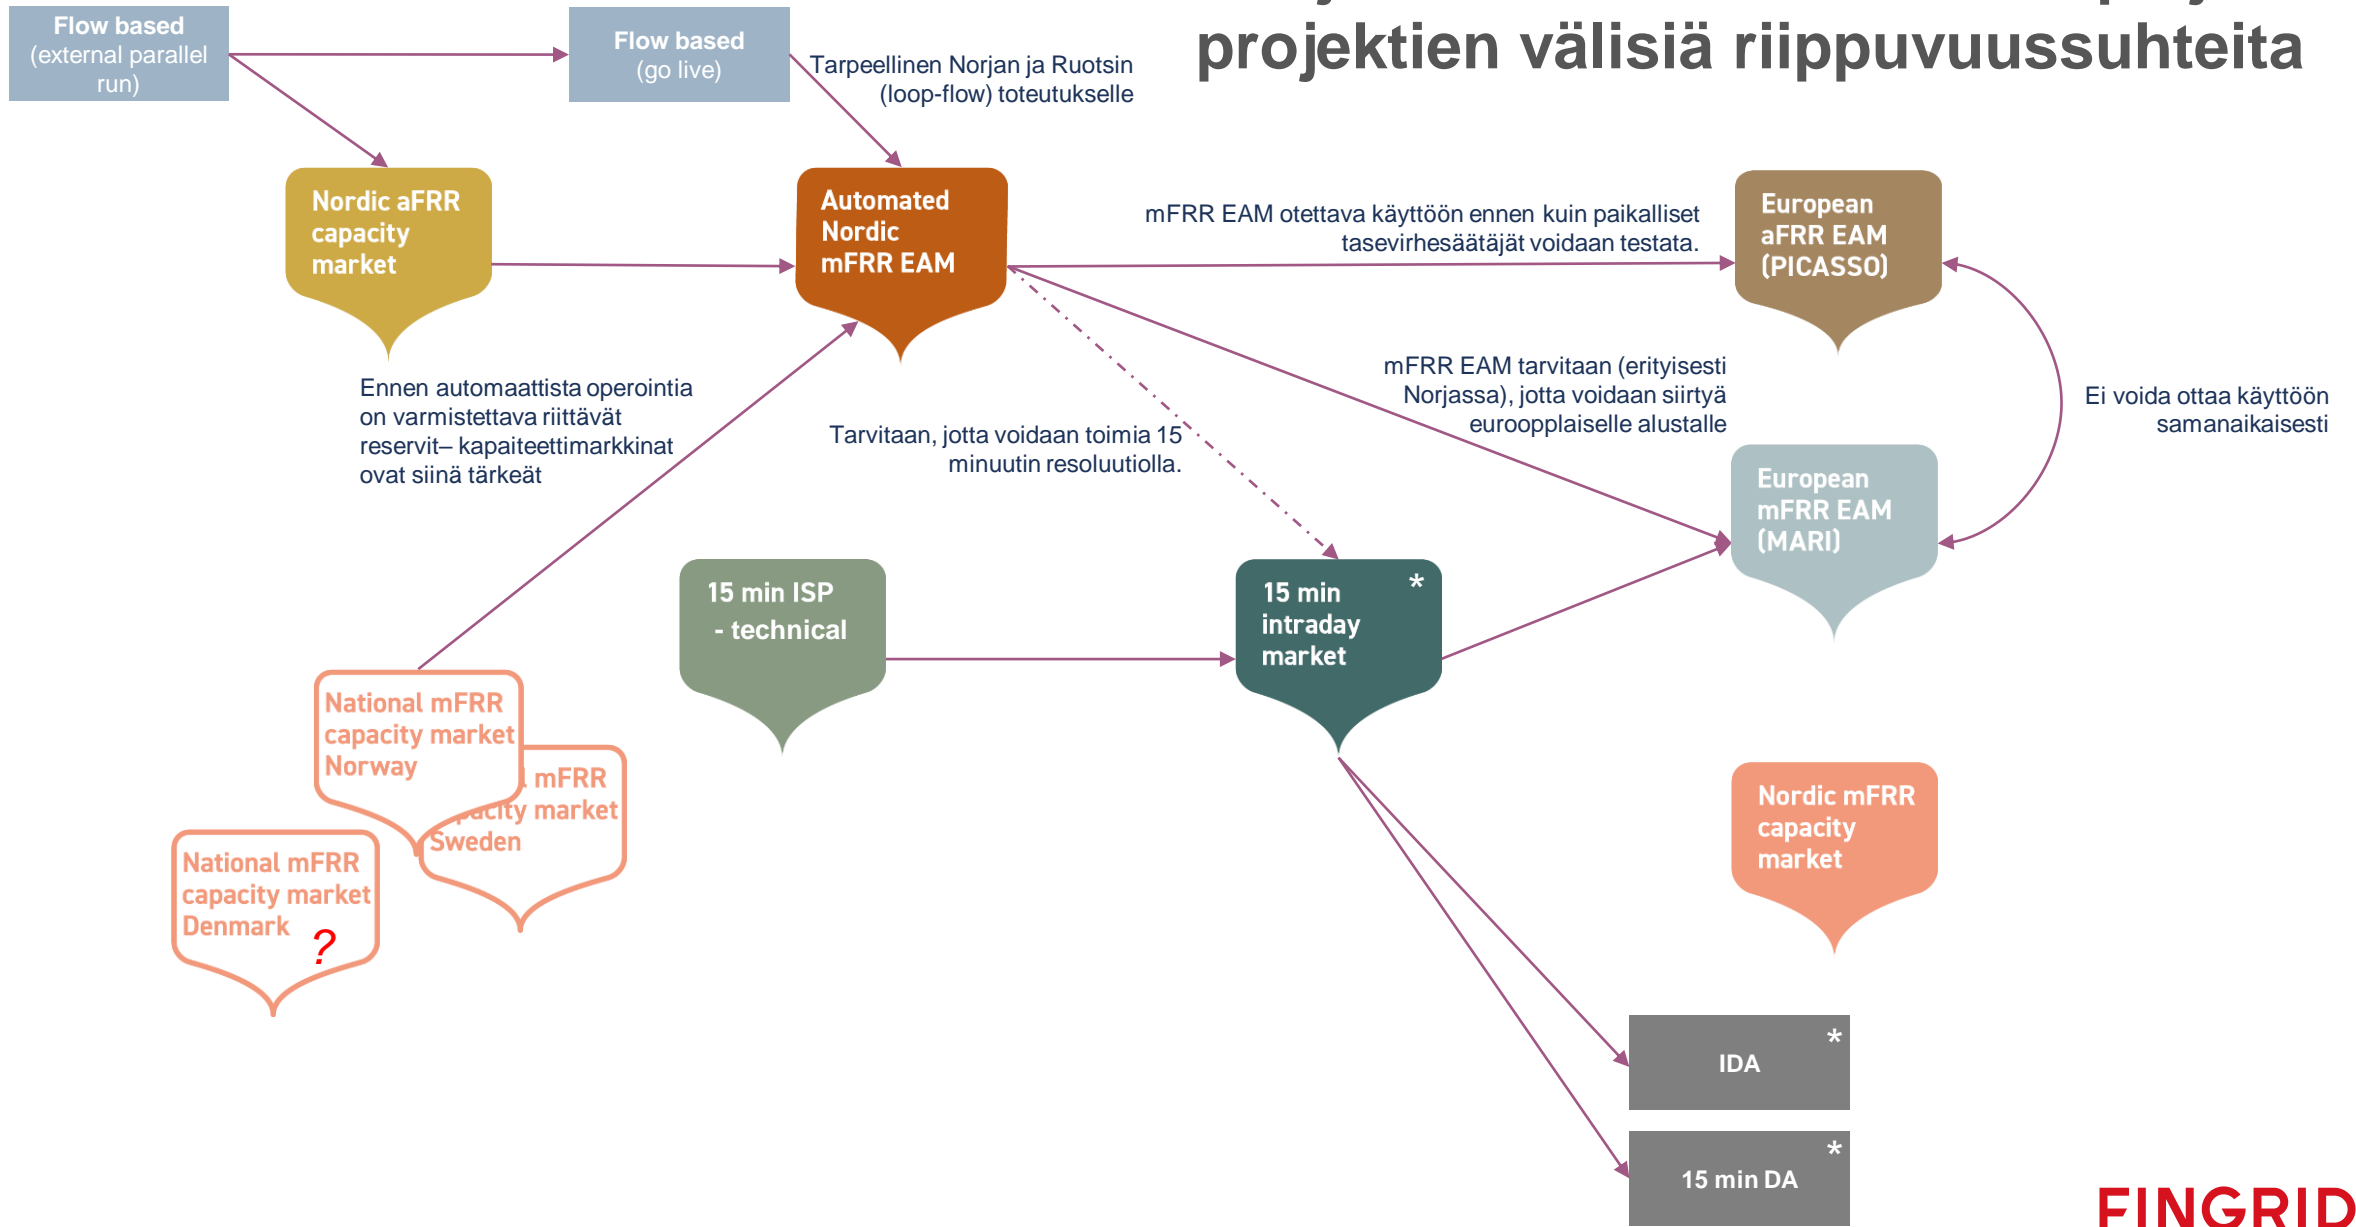 projektien välisiä riippuvuussuhteita
Flow based
(external parallel
run)
Flow based
(go live)
Tarpeellinen Norjan ja Ruotsin
(loop-flow) toteutukselle
Nordic aFRR
capacity
market
Automated
Nordic
mFRR EAM
mFRR EAM otettava käyttöön ennen kuin paikalliset
tasevirhesäätäjät voidaan testata.
European
aFRR EAM
(PICASSO)
Ennen automaattista operointia
on varmistettava riittävät
reservit– kapaiteettimarkkinat
ovat siinä tärkeät
Tarvitaan, jotta voidaan toimia 15
minuutin resoluutiolla.
mFRR EAM tarvitaan (erityisesti
Norjassa), jotta voidaan siirtyä
euroopplaiselle alustalle
Ei voida ottaa käyttöön
samanaikaisesti
European
mFRR EAM
(MARI)
15 min ISP
- technical
15 min *
intraday
market
National mFRR
capacity market
Norway
mFRR
market
Sweden
National mFRR
capacity market
Denmark ?
Nordic mFRR
capacity
market
IDA *
15 min DA *
FINGRID